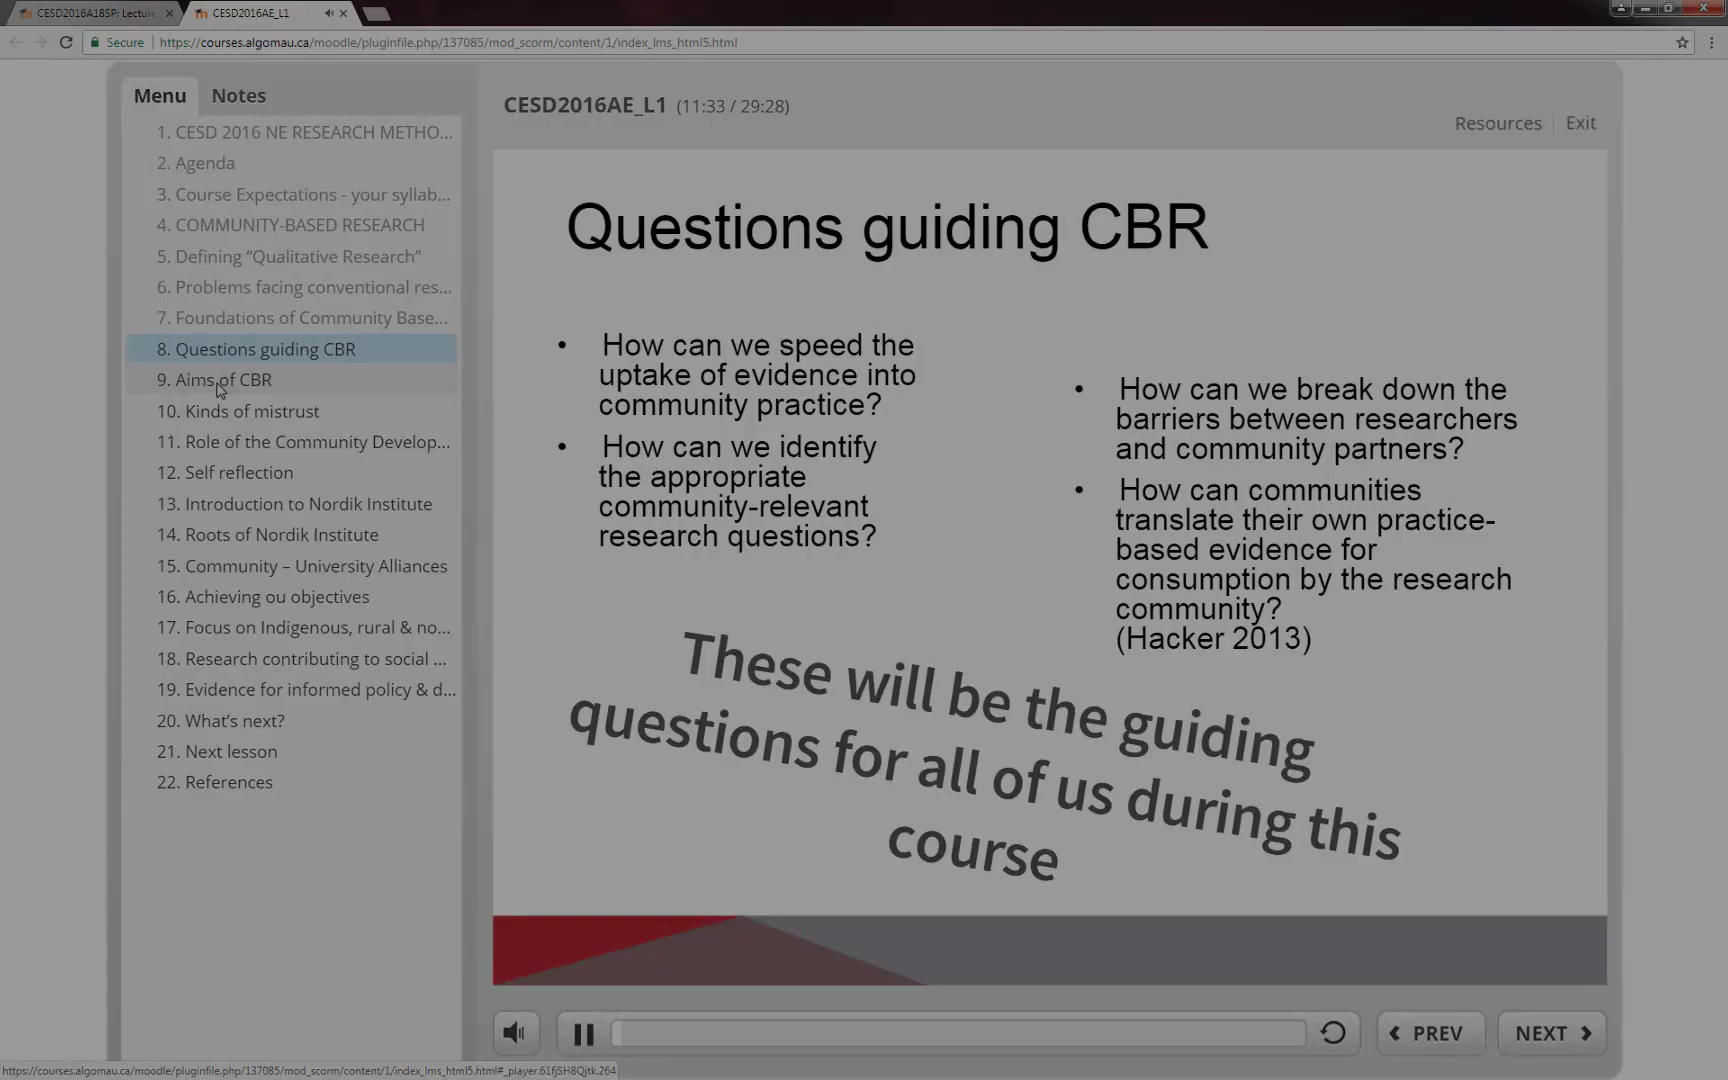 CESD2016A18SP: Lectur
CESD2016AE_L1
Secure
https://courses.algomau.ca/moodle/pluginfile.php/137085/mod_scorm/content/1/index_lms_html5.html
Menu
Notes
1. CESD 2016 NE RESEARCH METHO...
2. Agenda
3. Course Expectations - your syllab...
4. COMMUNITY-BASED RESEARCH
5. Defining “Qualitative Research”
6. Problems facing conventional res...
7. Foundations of Community Base...
8. Questions guiding CBR
9. Aims of CBR
10. Kinds of mistrust
11. Role of the Community Develop...
12. Self reflection
13. Introduction to Nordik Institute
14. Roots of Nordik Institute
15. Community – University Alliances
16. Achieving ou objectives
17. Focus on Indigenous, rural & no...
18. Research contributing to social ...
19. Evidence for informed policy & d...
20. What’s next?
21. Next lesson
22. References
CESD2016AE_L1 (11:33 / 29:28)
Resources
Exit
Questions guiding CBR
• How can we speed the
uptake of evidence into
community practice?
• How can we identify
the appropriate
community-relevant
research questions?
• How can we break down the
barriers between researchers
and community partners?
• How can communities
translate their own practice-
based evidence for
consumption by the research
community?
(Hacker 2013)
These will be the guiding
questions for all of us during this
course
PREV
NEXT
https://courses.algomau.ca/moodle/pluginfile.php/137085/mod_scorm/content/1/index_lms_html5.html#_player.61fjSH8Qjtk.264